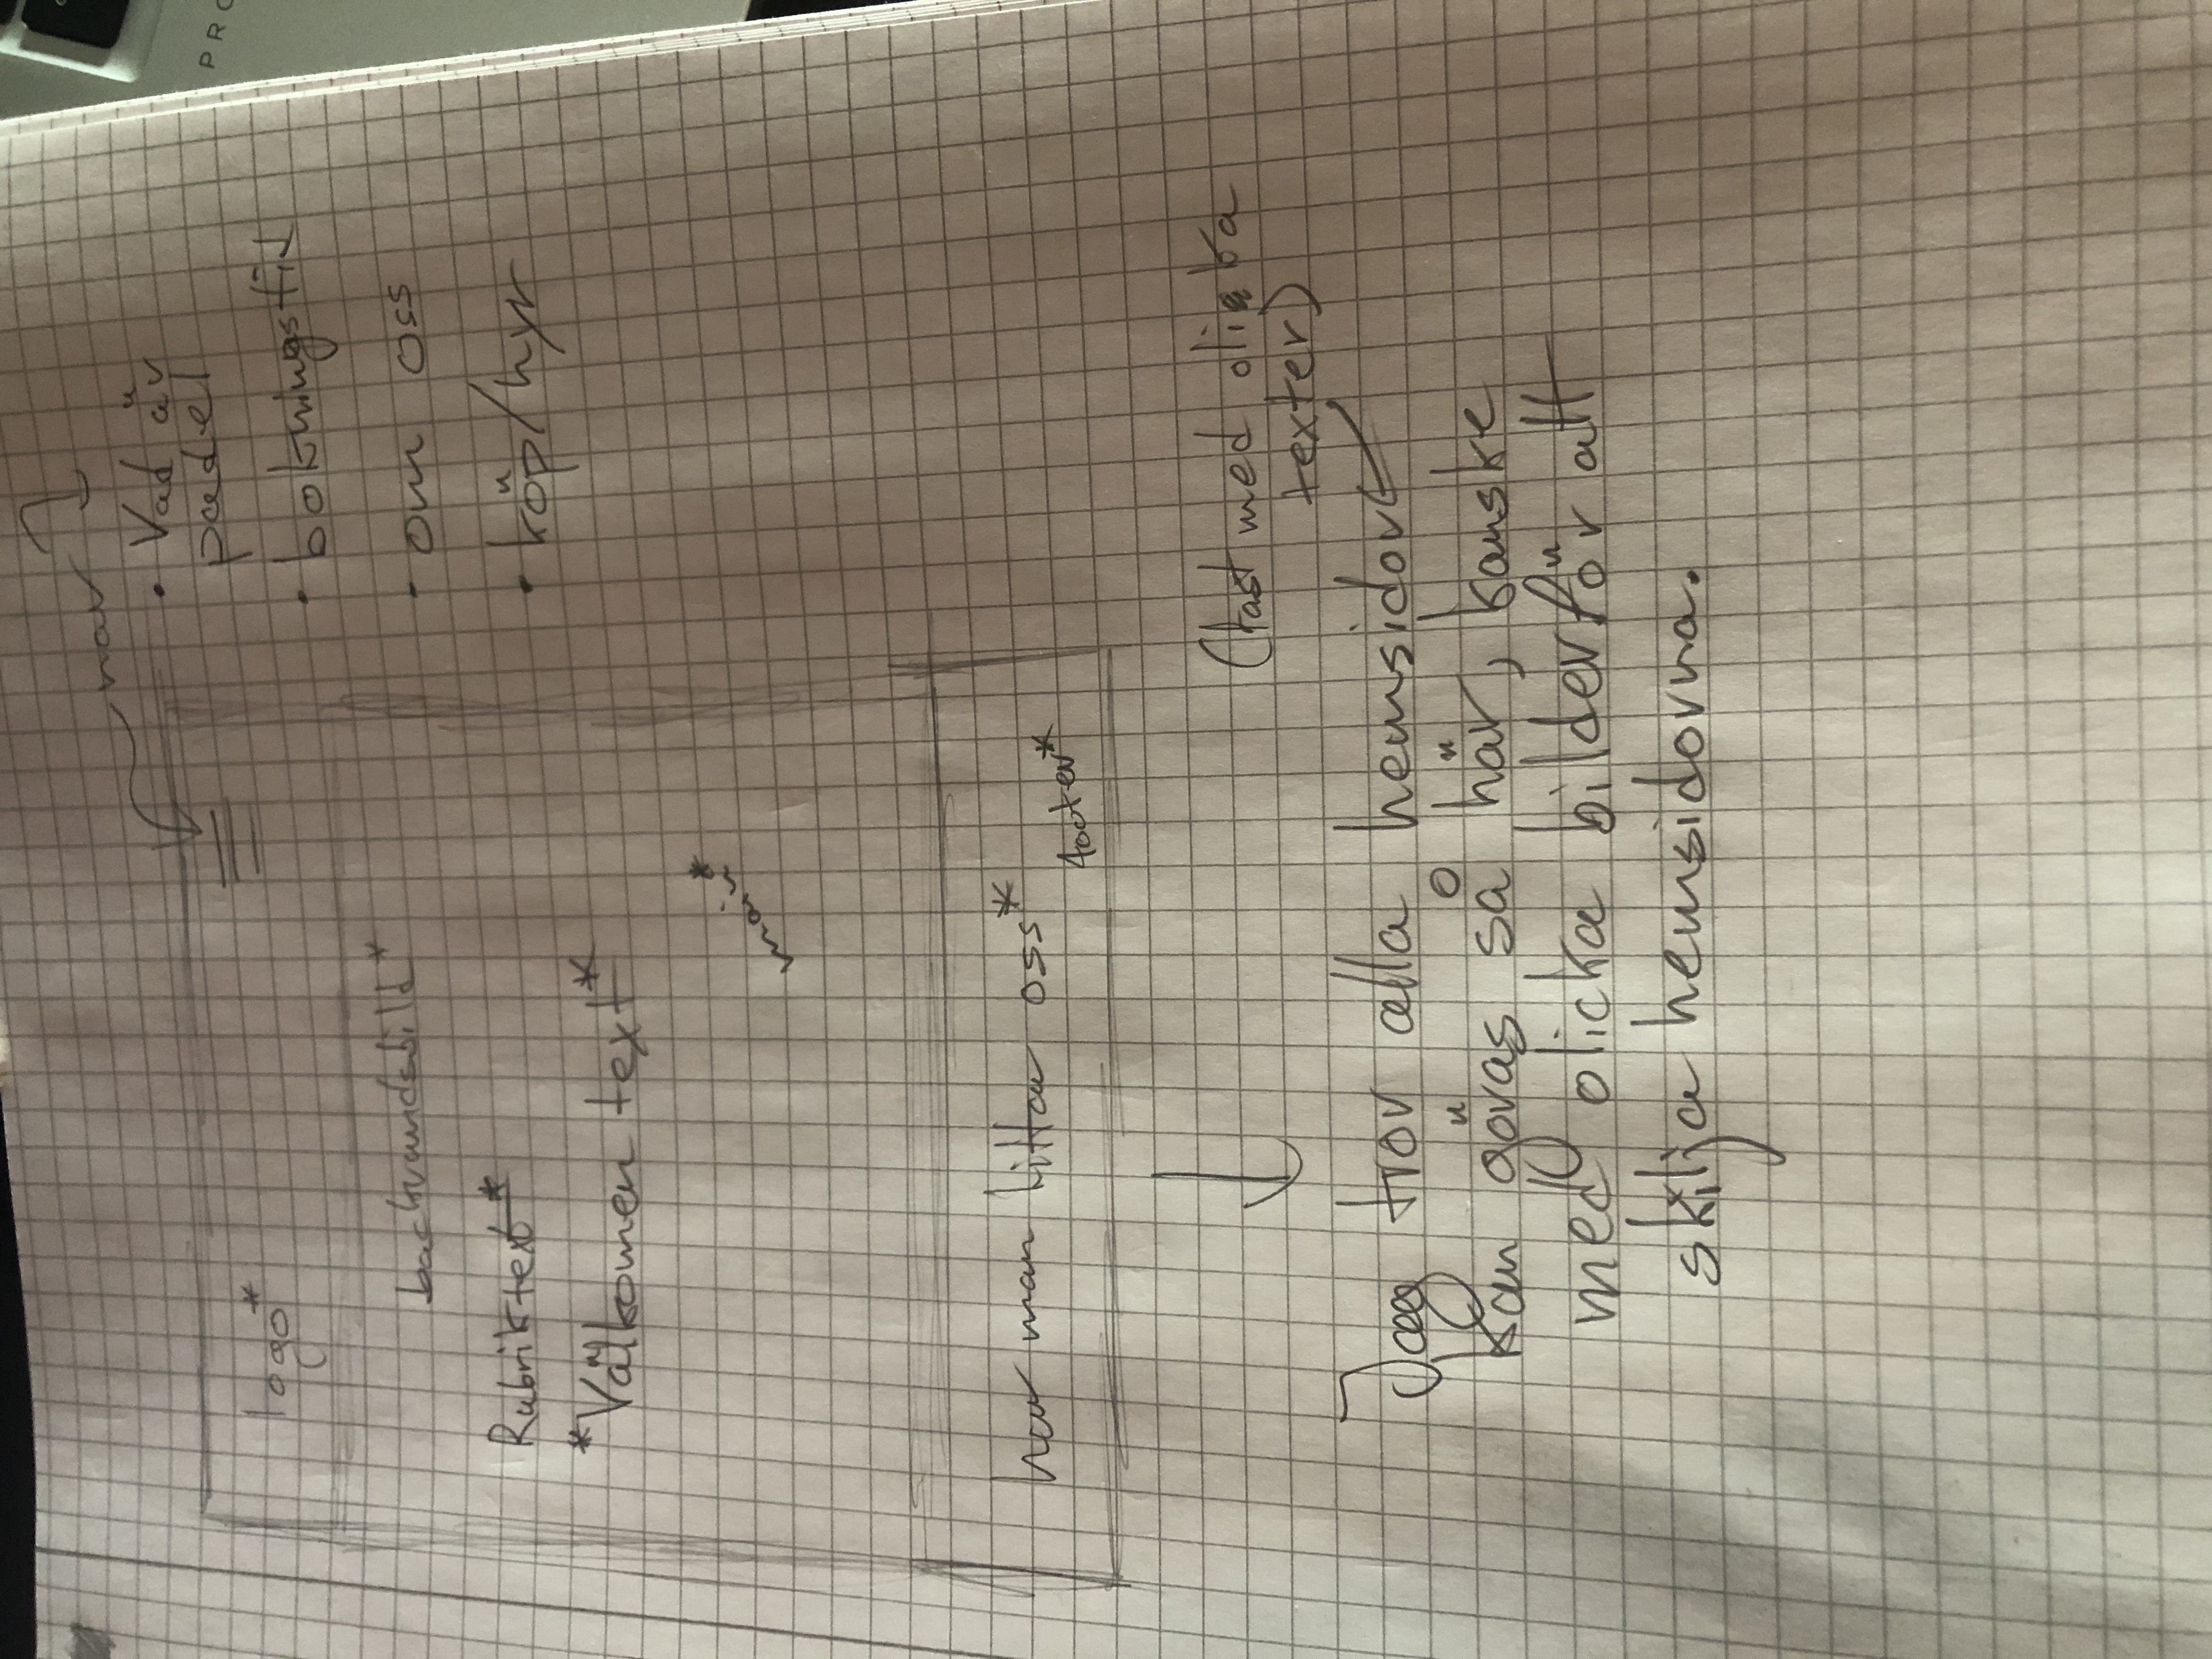 nav
• Vad är
padel
• bokningstid
• om oss
• köp/hyr
logo*
backrundsbild*
Rubriktext*
*Välkomen text*
main*
hur man hittar oss*
footer*
(fast med olika
texter)
Jag tror alla hemsidor
kan göras så här, kanske
med olicka bilder för att
skilja hemsidorna.
PRO